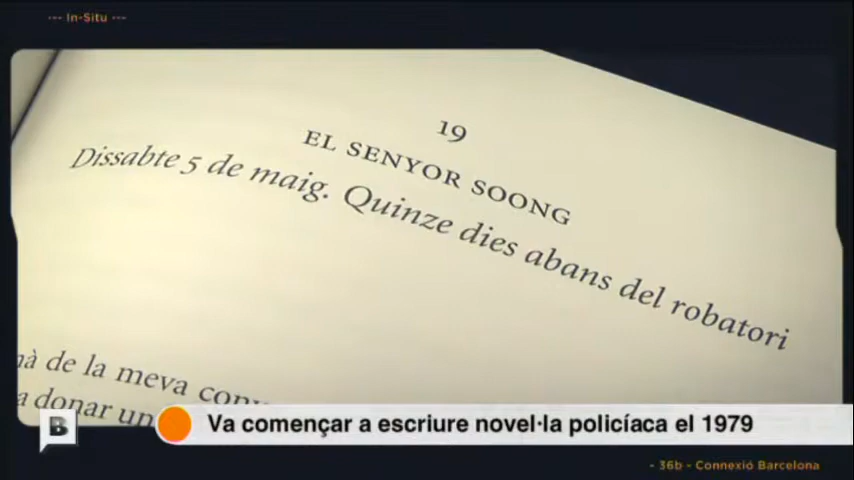 --- In-Situ ---
19
EL SENYOR SOONG
Dissabte 5 de maig. Quinze dies abans del robatori
de la meva
donar un
B
Va començar a escriure novel·la policíaca el 1979
- 36b - Connexió Barcelona